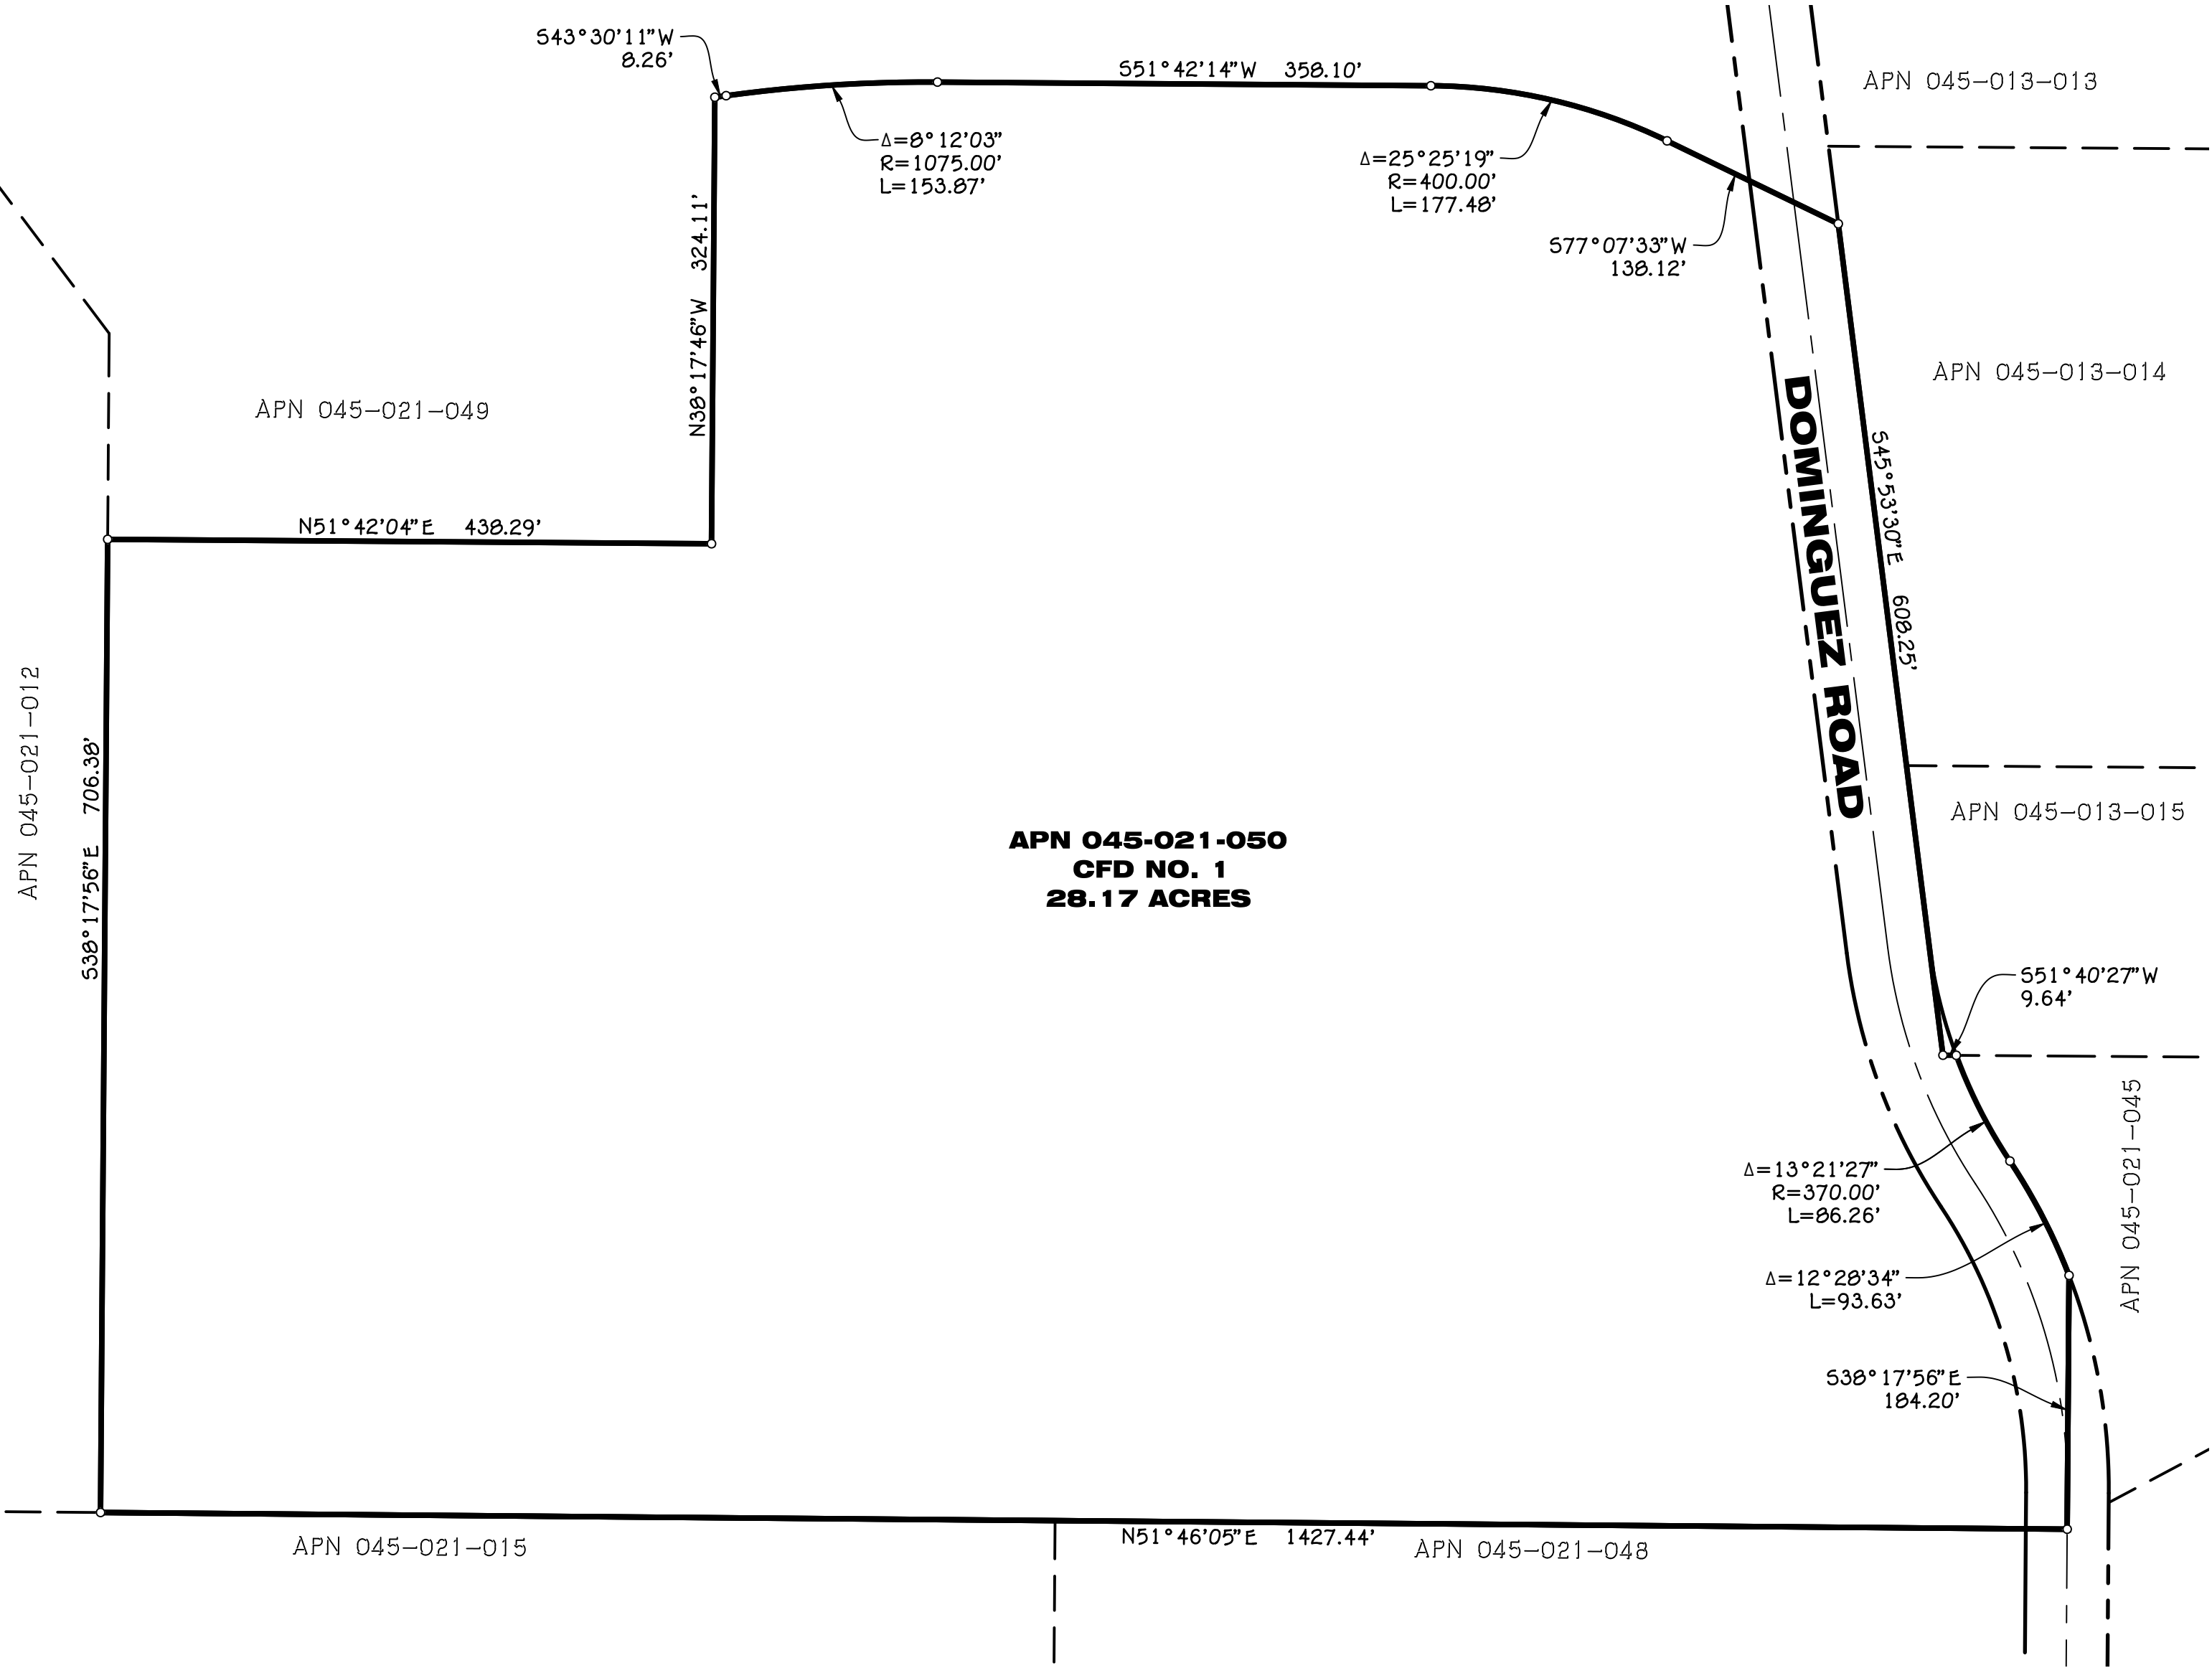 S43°30'11"W
8.26'
S51°42'14"W 358.10'
APN 045-013-013
Δ=8°12'03"
R=1075.00'
L=153.87'
Δ=25°25'19"
R=400.00'
L=177.48'
S77°07'33"W
138.12'
N38°17'46"W 324.11'
APN 045-021-049
APN 045-013-014
DOMINGUEZ ROAD
S45°53'30"E 608.25'
N51°42'04"E 438.29'
APN 045-021-012
S38°17'56"E 706.38'
APN 045-021-050
CFD NO. 1
28.17 ACRES
APN 045-013-015
S51°40'27"W
9.64'
APN 045-021-045
Δ=13°21'27"
R=370.00'
L=86.26'
Δ=12°28'34"
L=93.63'
S38°17'56"E
184.20'
N51°46'05"E 1427.44'
APN 045-021-015
APN 045-021-048